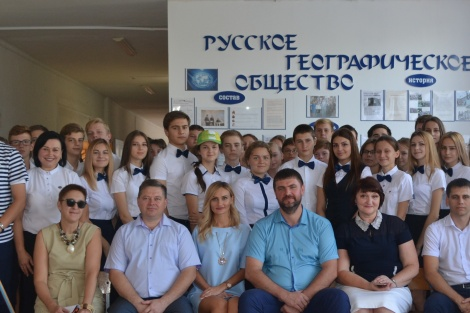 РУССКОЕ
ГЕОГРАФИЧЕСКОЕ
ОБЩЕСТВО
история
состав